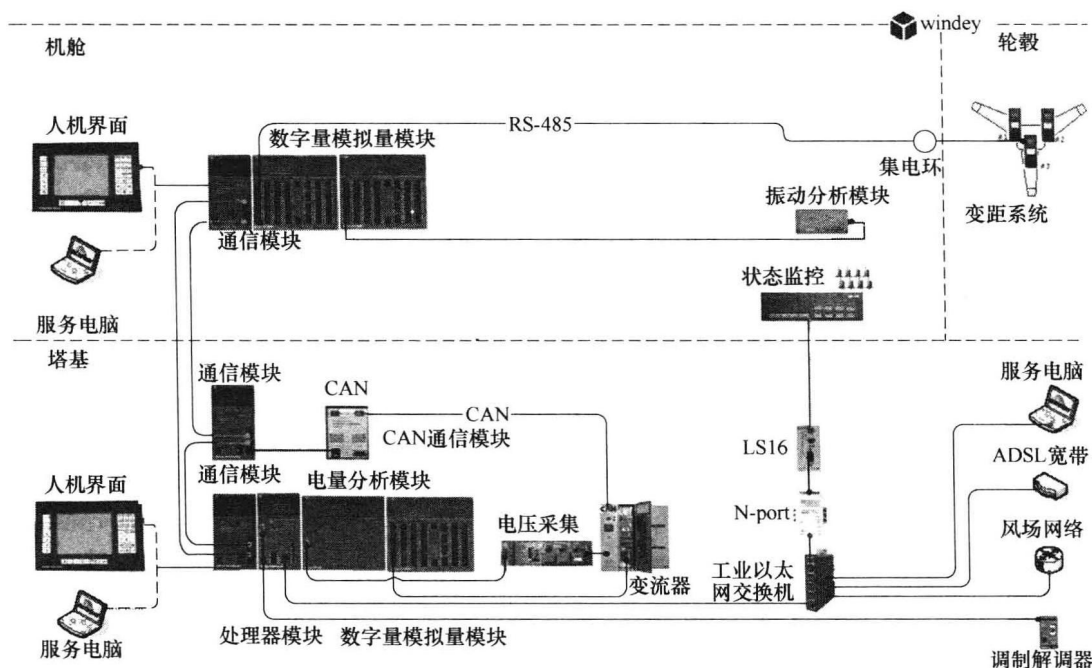 windey
机舱
轮毂
人机界面
数字量模拟量模块
RS-485
集电环
变距系统
振动分析模块
通信模块
状态监控
服务电脑
塔基
通信模块
CAN
CAN
CAN通信模块
服务电脑
LS16
ADSL宽带
通信模块
电量分析模块
人机界面
N-port
电压采集
风场网络
工业以太
网交换机
变流器
服务电脑
处理器模块
数字量模拟量模块
调制解调器